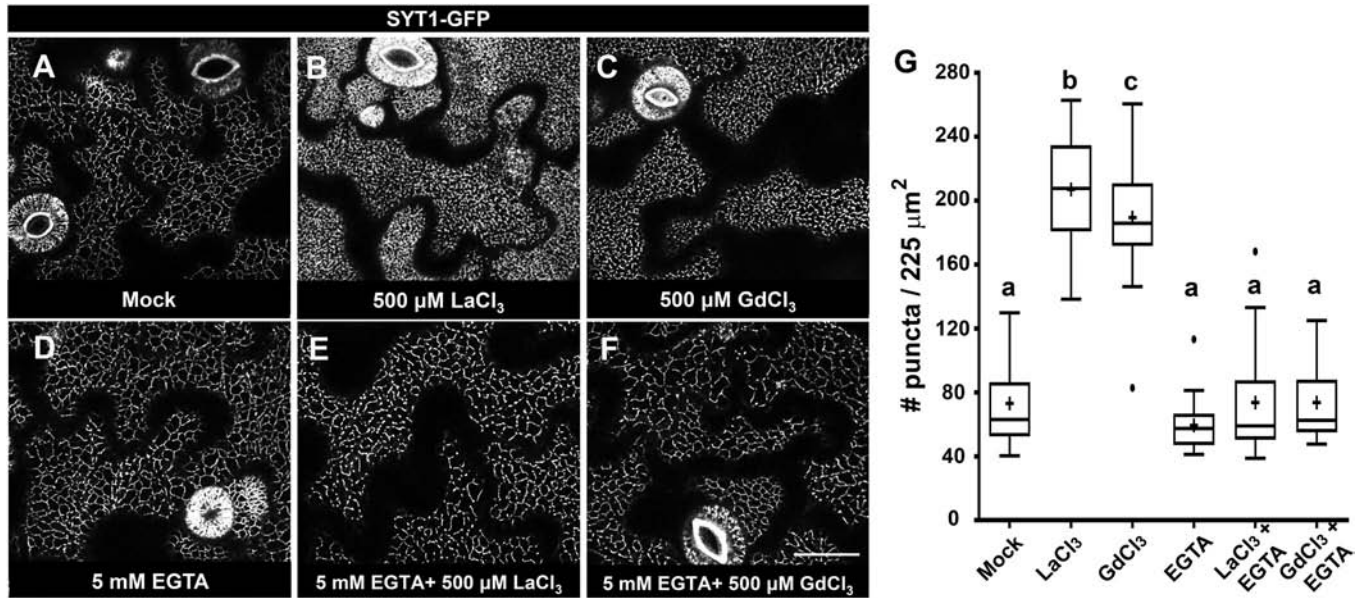 SYT1-GFP
A
Mock
B
500 µM LaCl₃
C
500 µM GdCl₃
D
5 mM EGTA
E
5 mM EGTA+ 500 µM LaCl₃
F
5 mM EGTA+ 500 µM GdCl₃
G
# puncta / 225 µm²
280
240
200
160
120
80
40
0
a
b
c
a
a
a
Mock
LaCl₃
GdCl₃
EGTA
LaCl₃ +
EGTA
GdCl₃ +
EGTA